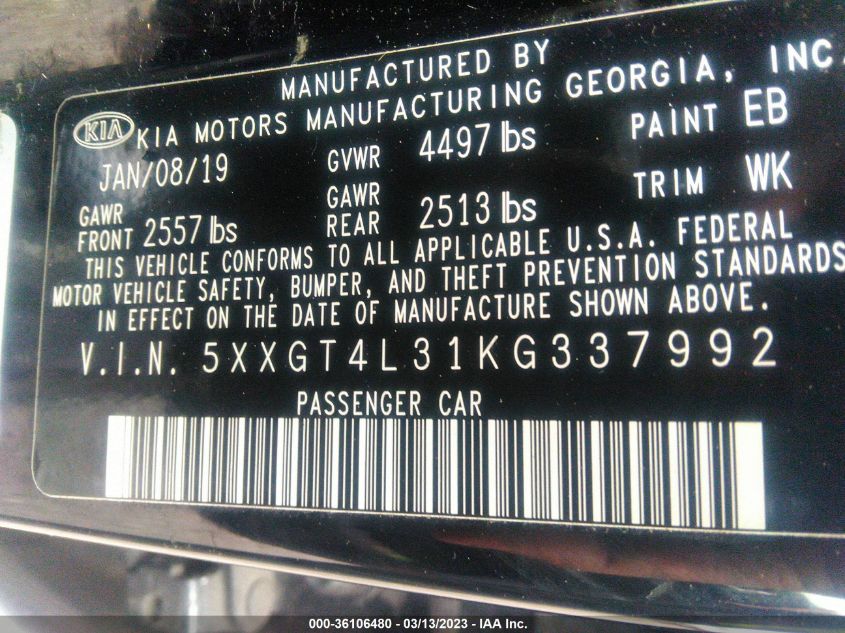 MANUFACTURED BY
KIA KIA MOTORS MANUFACTURING GEORGIA, INC.
JAN/08/19 GVWR 4497 lbs PAINT EB
GAWR FRONT 2557 lbs GAWR REAR 2513 lbs TRIM WK
THIS VEHICLE CONFORMS TO ALL APPLICABLE U.S.A. FEDERAL
MOTOR VEHICLE SAFETY, BUMPER, AND THEFT PREVENTION STANDARDS
IN EFFECT ON THE DATE OF MANUFACTURE SHOWN ABOVE.
V.I.N. 5XXGT4L31KG337992
PASSENGER CAR
000-36106480 - 03/13/2023 - IAA Inc.